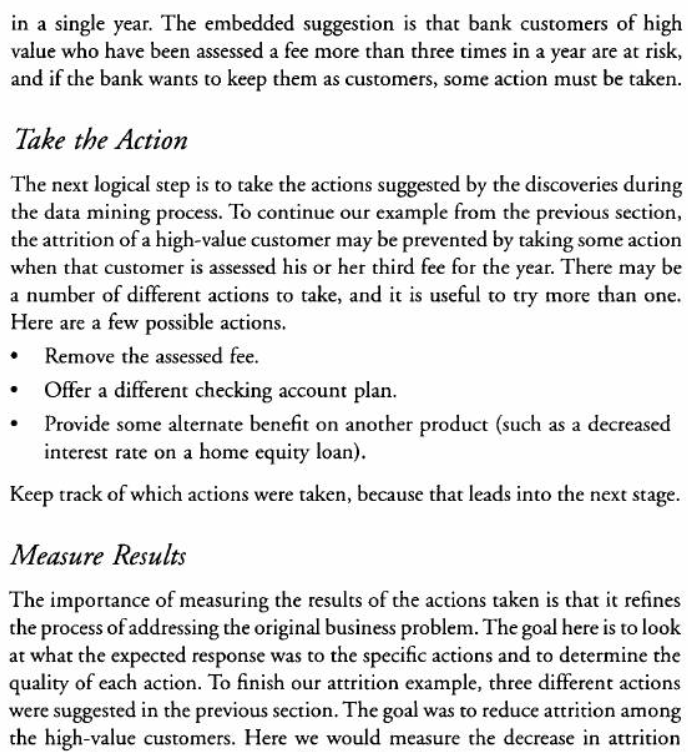 in a single year. The embedded suggestion is that bank customers of high
value who have been assessed a fee more than three times in a year are at risk,
and if the bank wants to keep them as customers, some action must be taken.
Take the Action
The next logical step is to take the actions suggested by the discoveries during
the data mining process. To continue our example from the previous section,
the attrition of a high-value customer may be prevented by taking some action
when that customer is assessed his or her third fee for the year. There may be
a number of different actions to take, and it is useful to try more than one.
Here are a few possible actions.
• Remove the assessed fee.
• Offer a different checking account plan.
• Provide some alternate benefit on another product (such as a decreased
interest rate on a home equity loan).
Keep track of which actions were taken, because that leads into the next stage.
Measure Results
The importance of measuring the results of the actions taken is that it refines
the process of addressing the original business problem. The goal here is to look
at what the expected response was to the specific actions and to determine the
quality of each action. To finish our attrition example, three different actions
were suggested in the previous section. The goal was to reduce attrition among
the high-value customers. Here we would measure the decrease in attrition